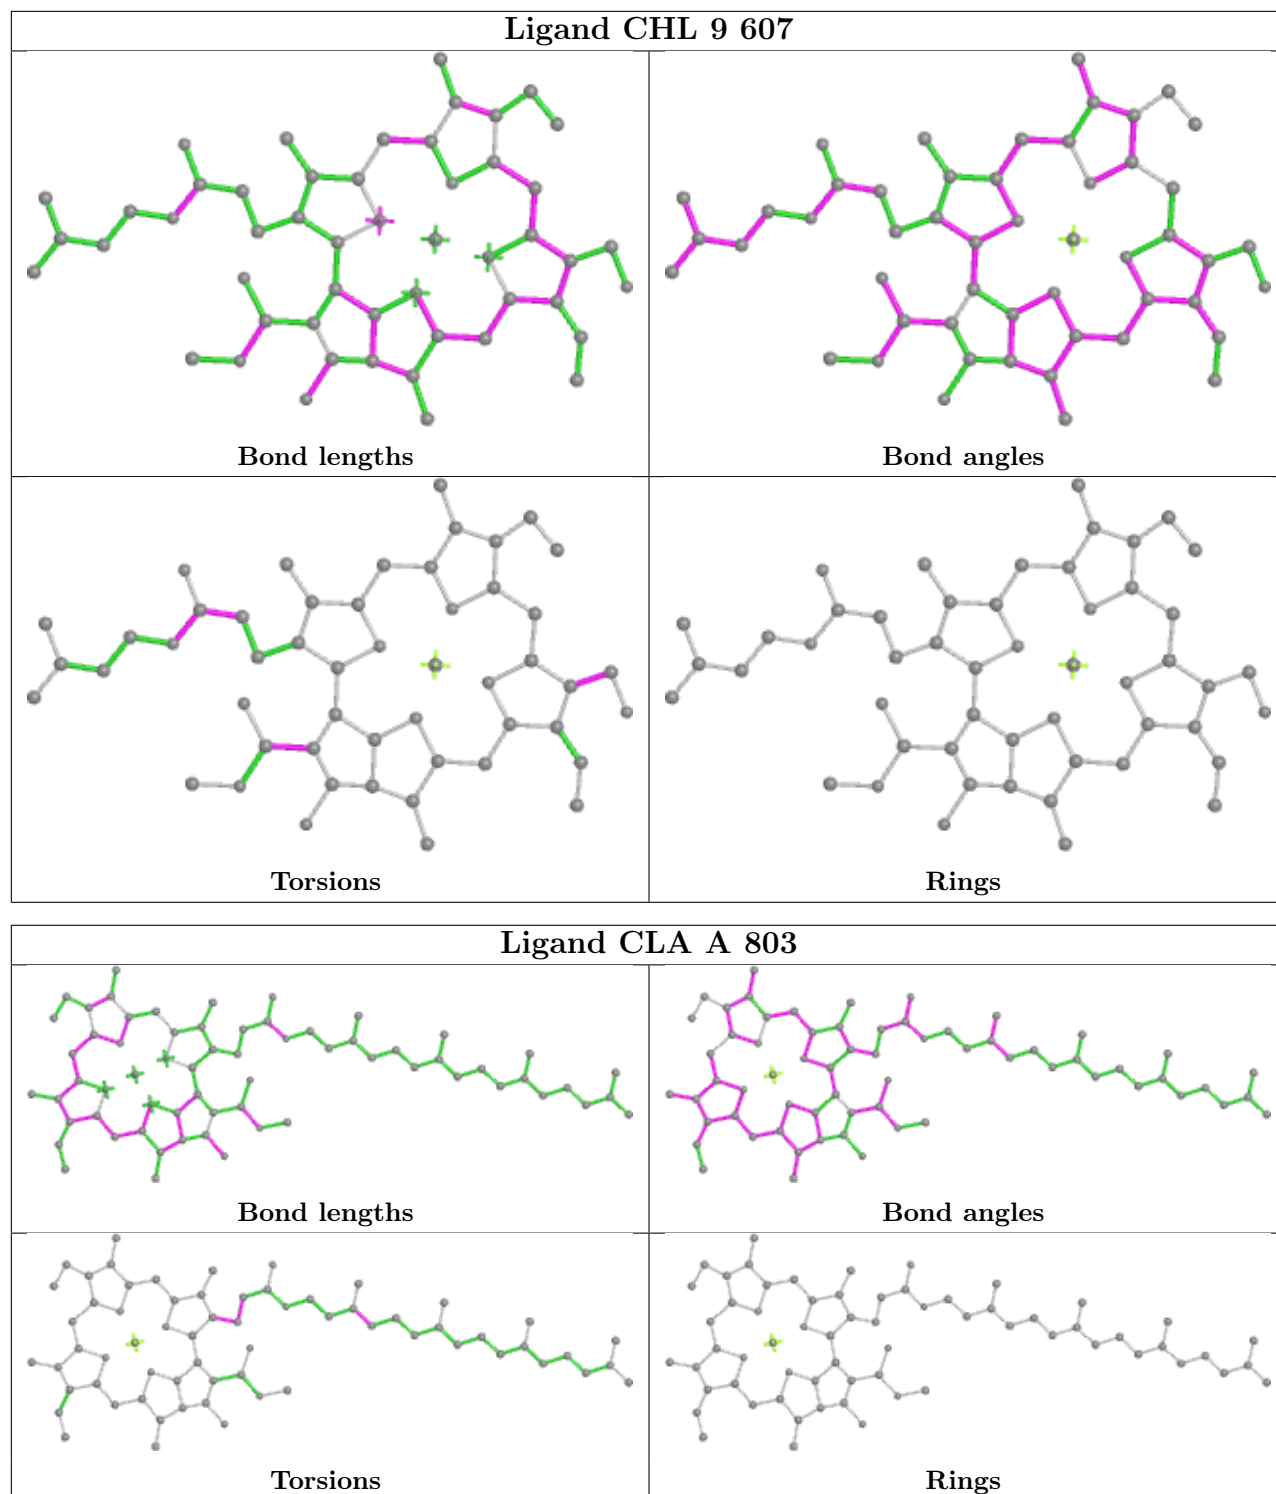 Ligand CHL 9 607
Bond lengths
Bond angles
Torsions
Rings
Ligand CLA A 803
Bond lengths
Bond angles
Torsions
Rings